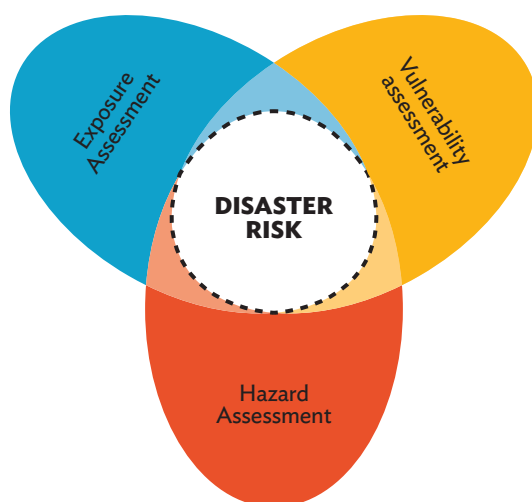 Exposure
Assessment
Vulnerability
assessment
DISASTER
RISK
Hazard
Assessment